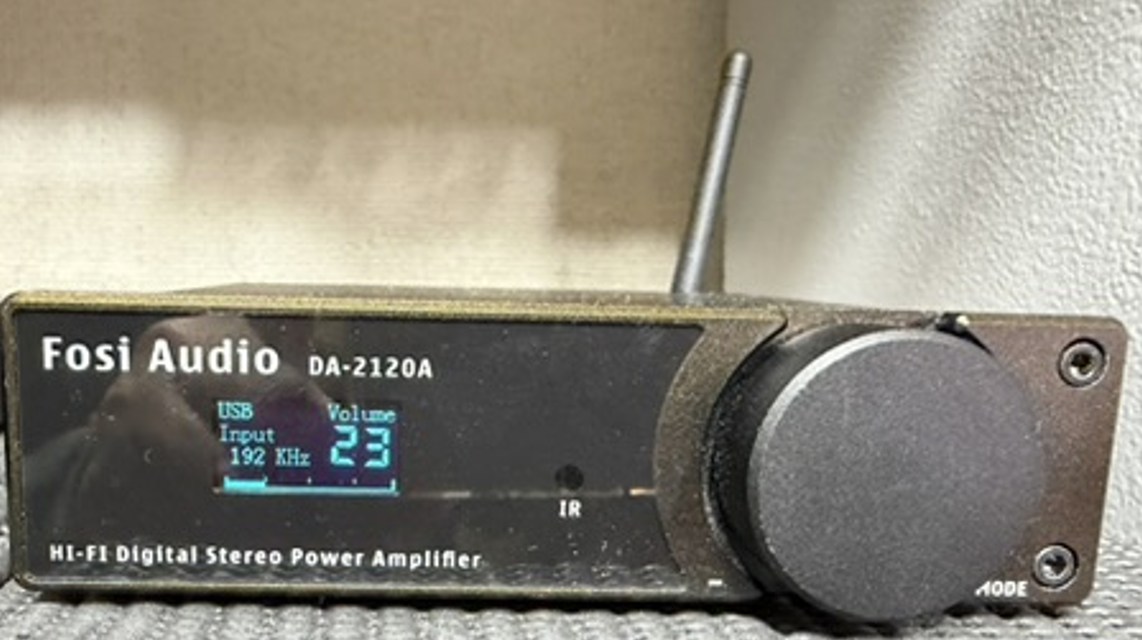 Fosi Audio DA-2120A
USB Volume
Input 23
192 KHz
IR
HI-FI Digital Stereo Power Amplifier
MODE